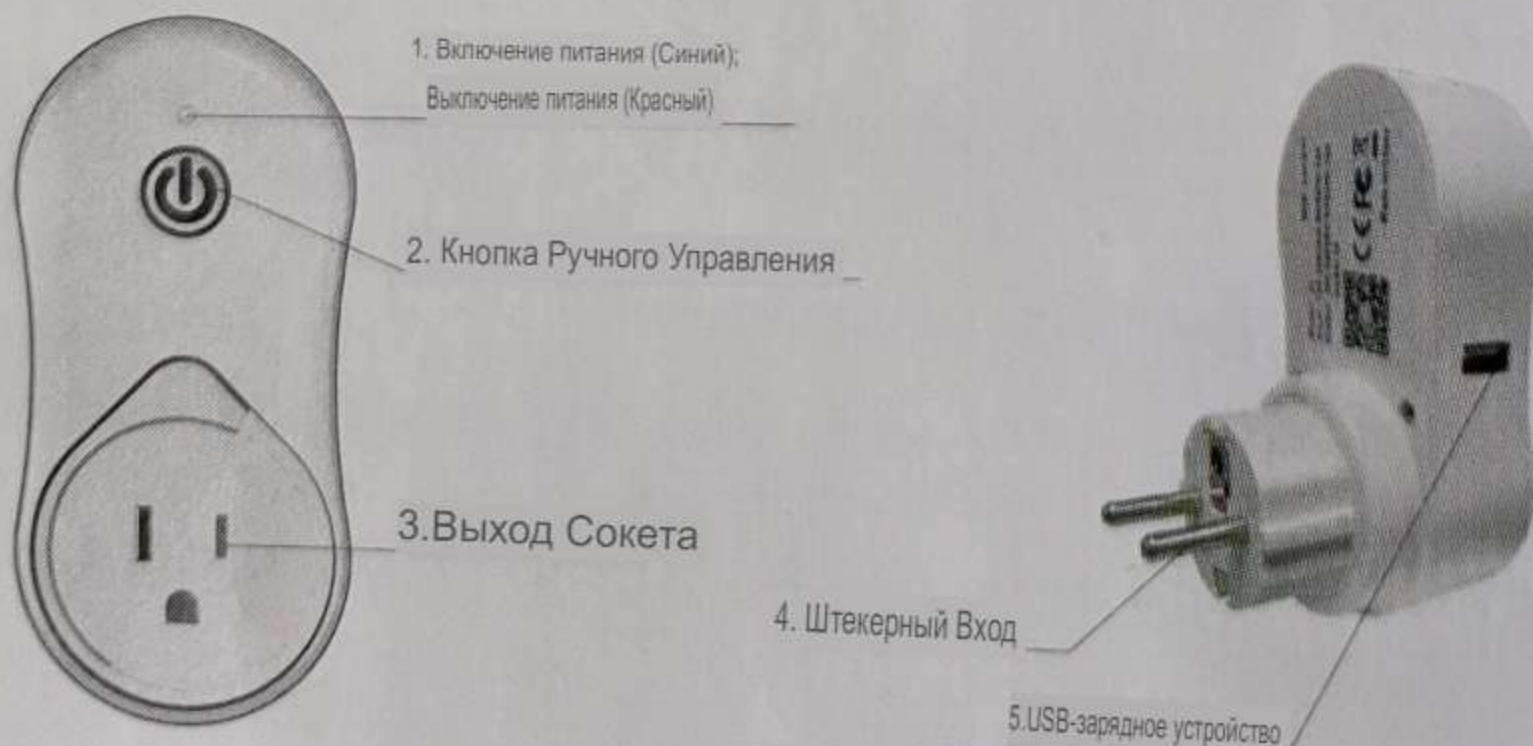 1. Включение питания (Синий);
Выключение питания (Красный)
2. Кнопка Ручного Управления
3.Выход Сокета
4. Штекерный Вход
5.USB-зарядное устройство